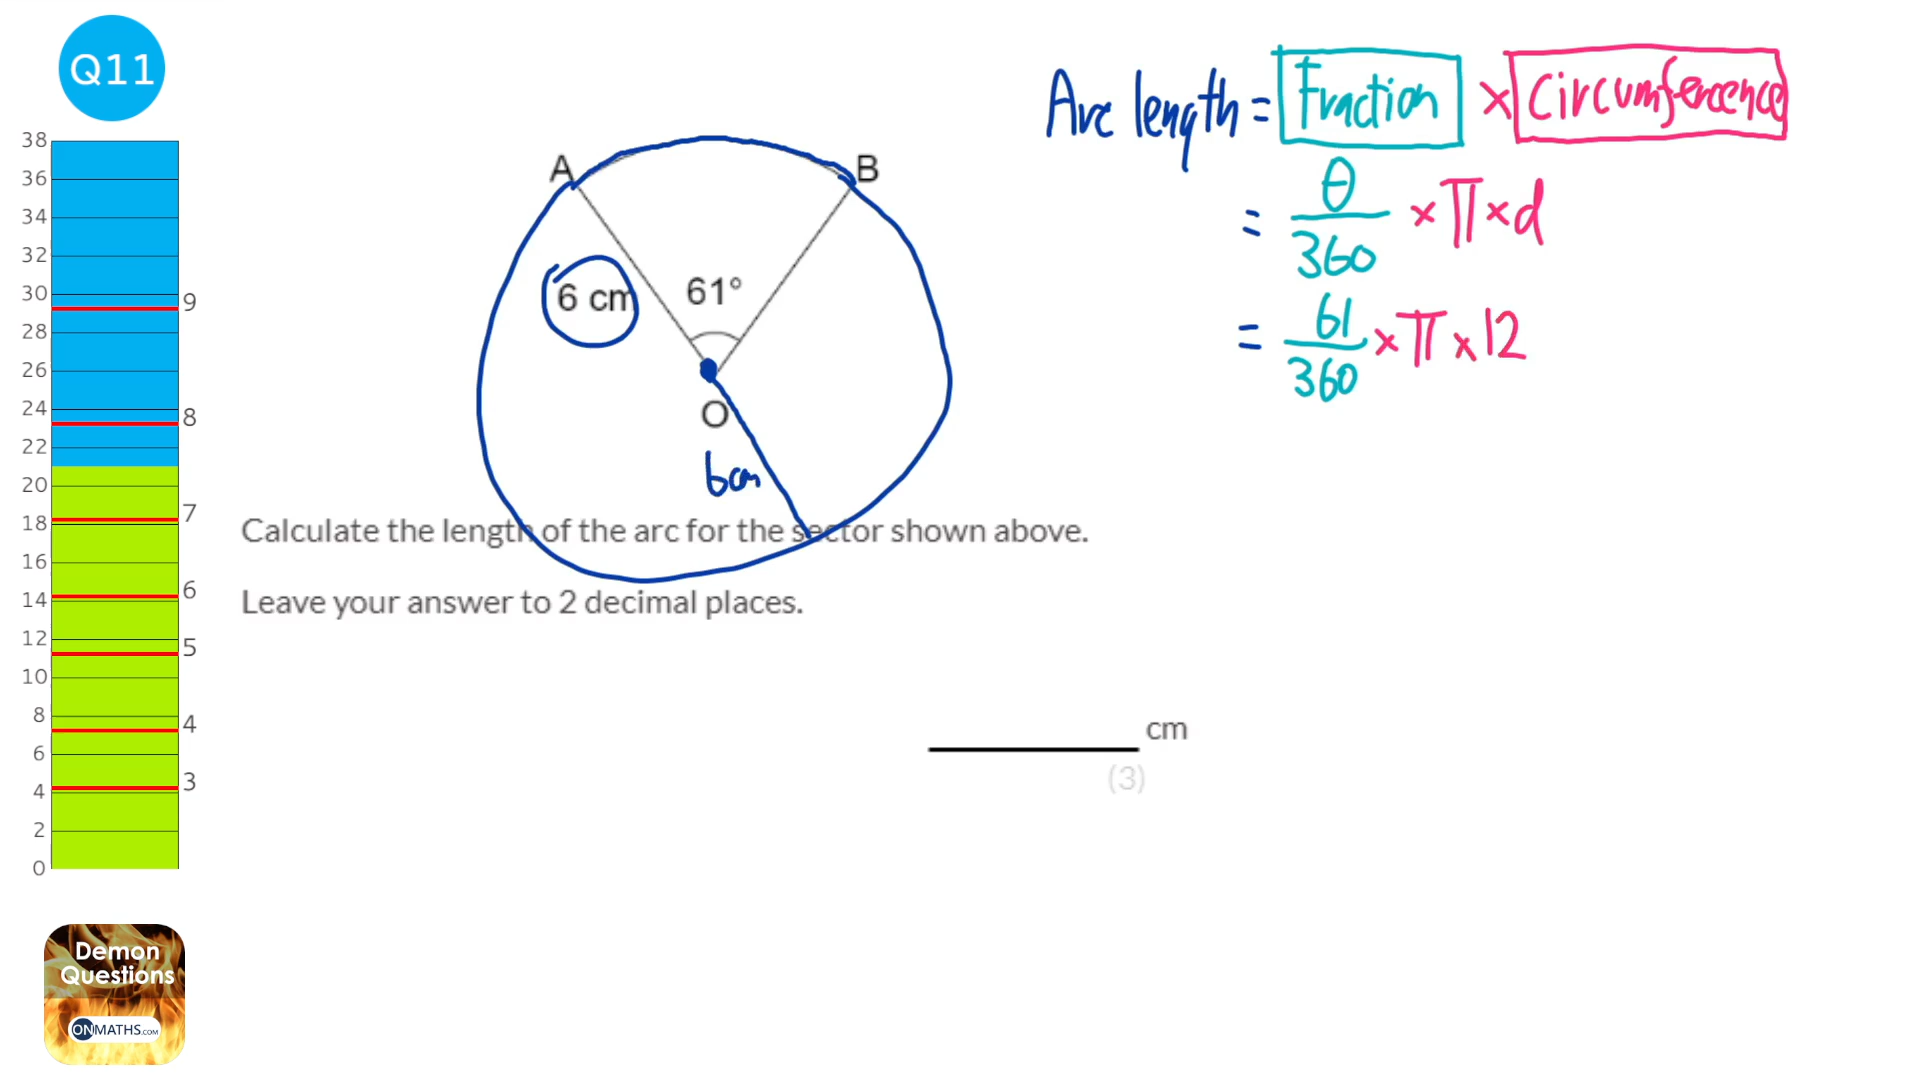 Q11
Arc length = Fraction × Circumference
= θ/360 × π × d
= 61/360 × π × 12
A
B
6 cm
61°
O
6cm
Calculate the length of the arc for the sector shown above.
Leave your answer to 2 decimal places.
cm
(3)
38
36
34
32
30
9
28
26
24
8
22
20
7
18
16
6
14
12
5
10
8
4
6
3
4
2
0
Demon
Questions
ONMATHS.COM